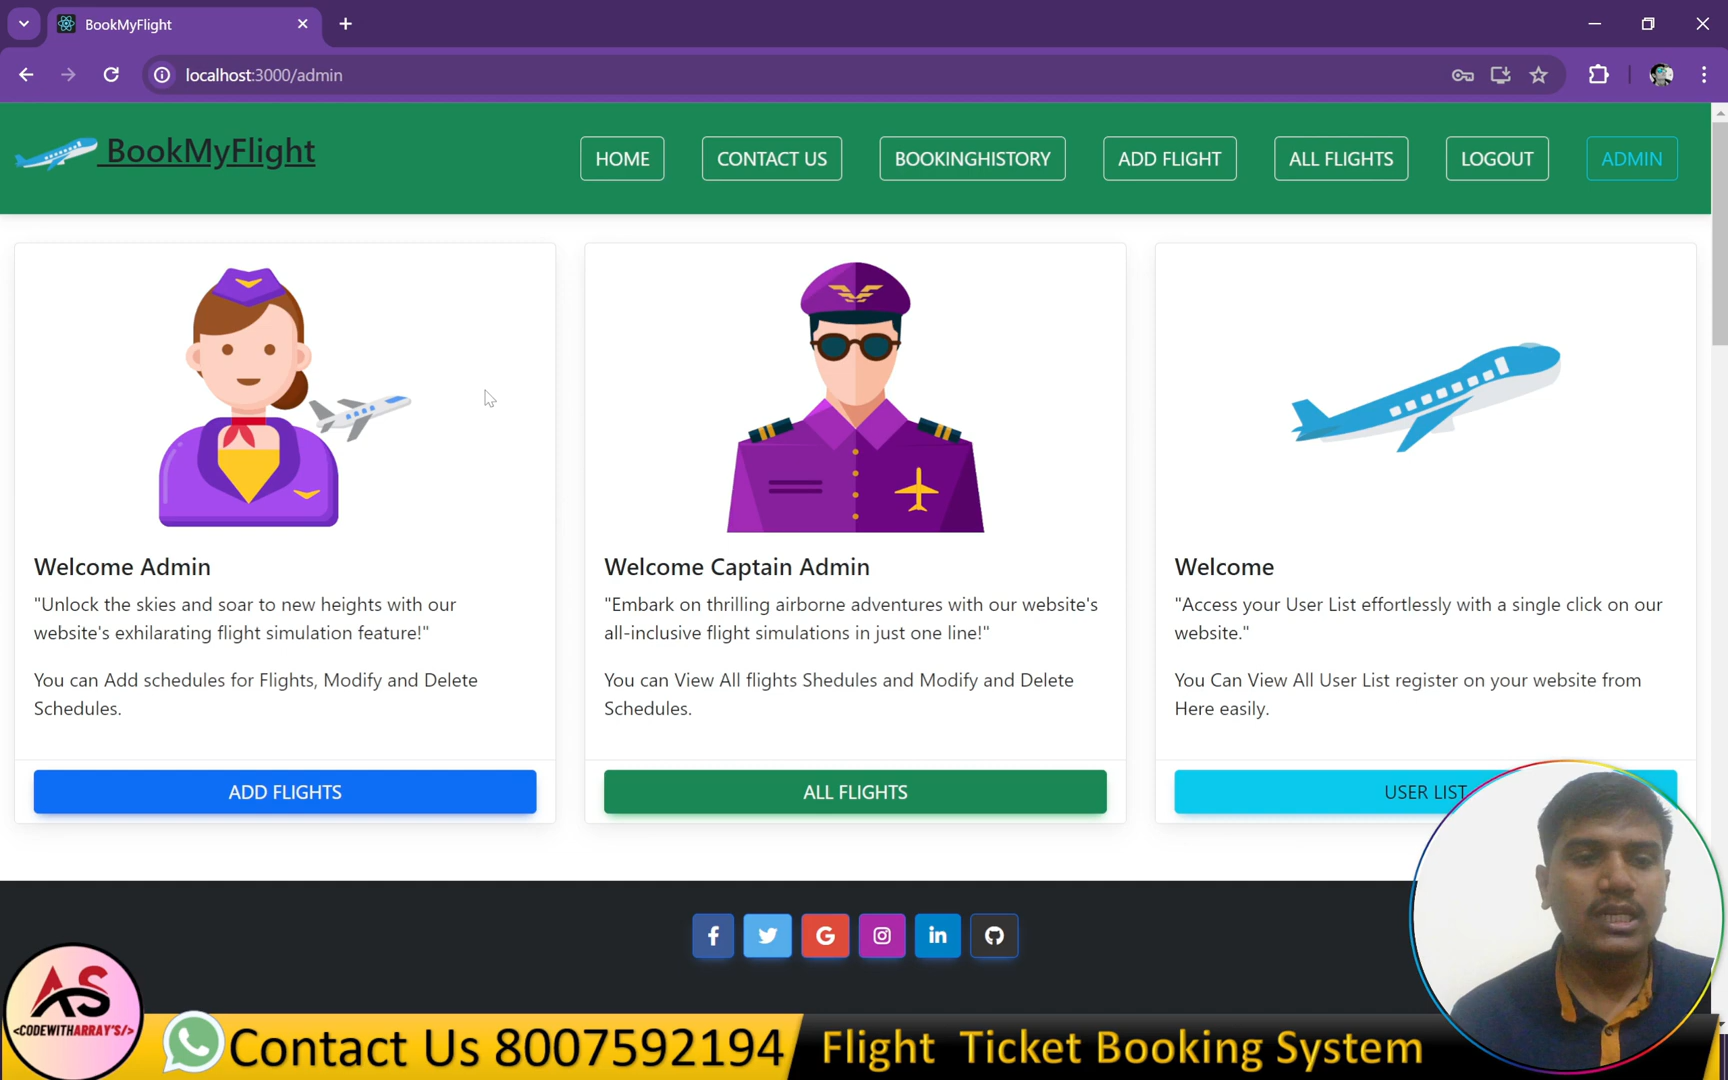 BookMyFlight
localhost:3000/admin
BookMyFlight
HOME
CONTACT US
BOOKINGHISTORY
ADD FLIGHT
ALL FLIGHTS
LOGOUT
ADMIN
Welcome Admin
"Unlock the skies and soar to new heights with our
website's exhilarating flight simulation feature!"
You can Add schedules for Flights, Modify and Delete
Schedules.
ADD FLIGHTS
Welcome Captain Admin
"Embark on thrilling airborne adventures with our website's
all-inclusive flight simulations in just one line!"
You can View All flights Shedules and Modify and Delete
Schedules.
ALL FLIGHTS
Welcome
"Access your User List effortlessly with a single click on our
website."
You Can View All User List register on your website from
Here easily.
USER LIST
f
G
in
AS
<CODEWITHARRAY'S/>
Contact Us 8007592194
Flight Ticket Booking System